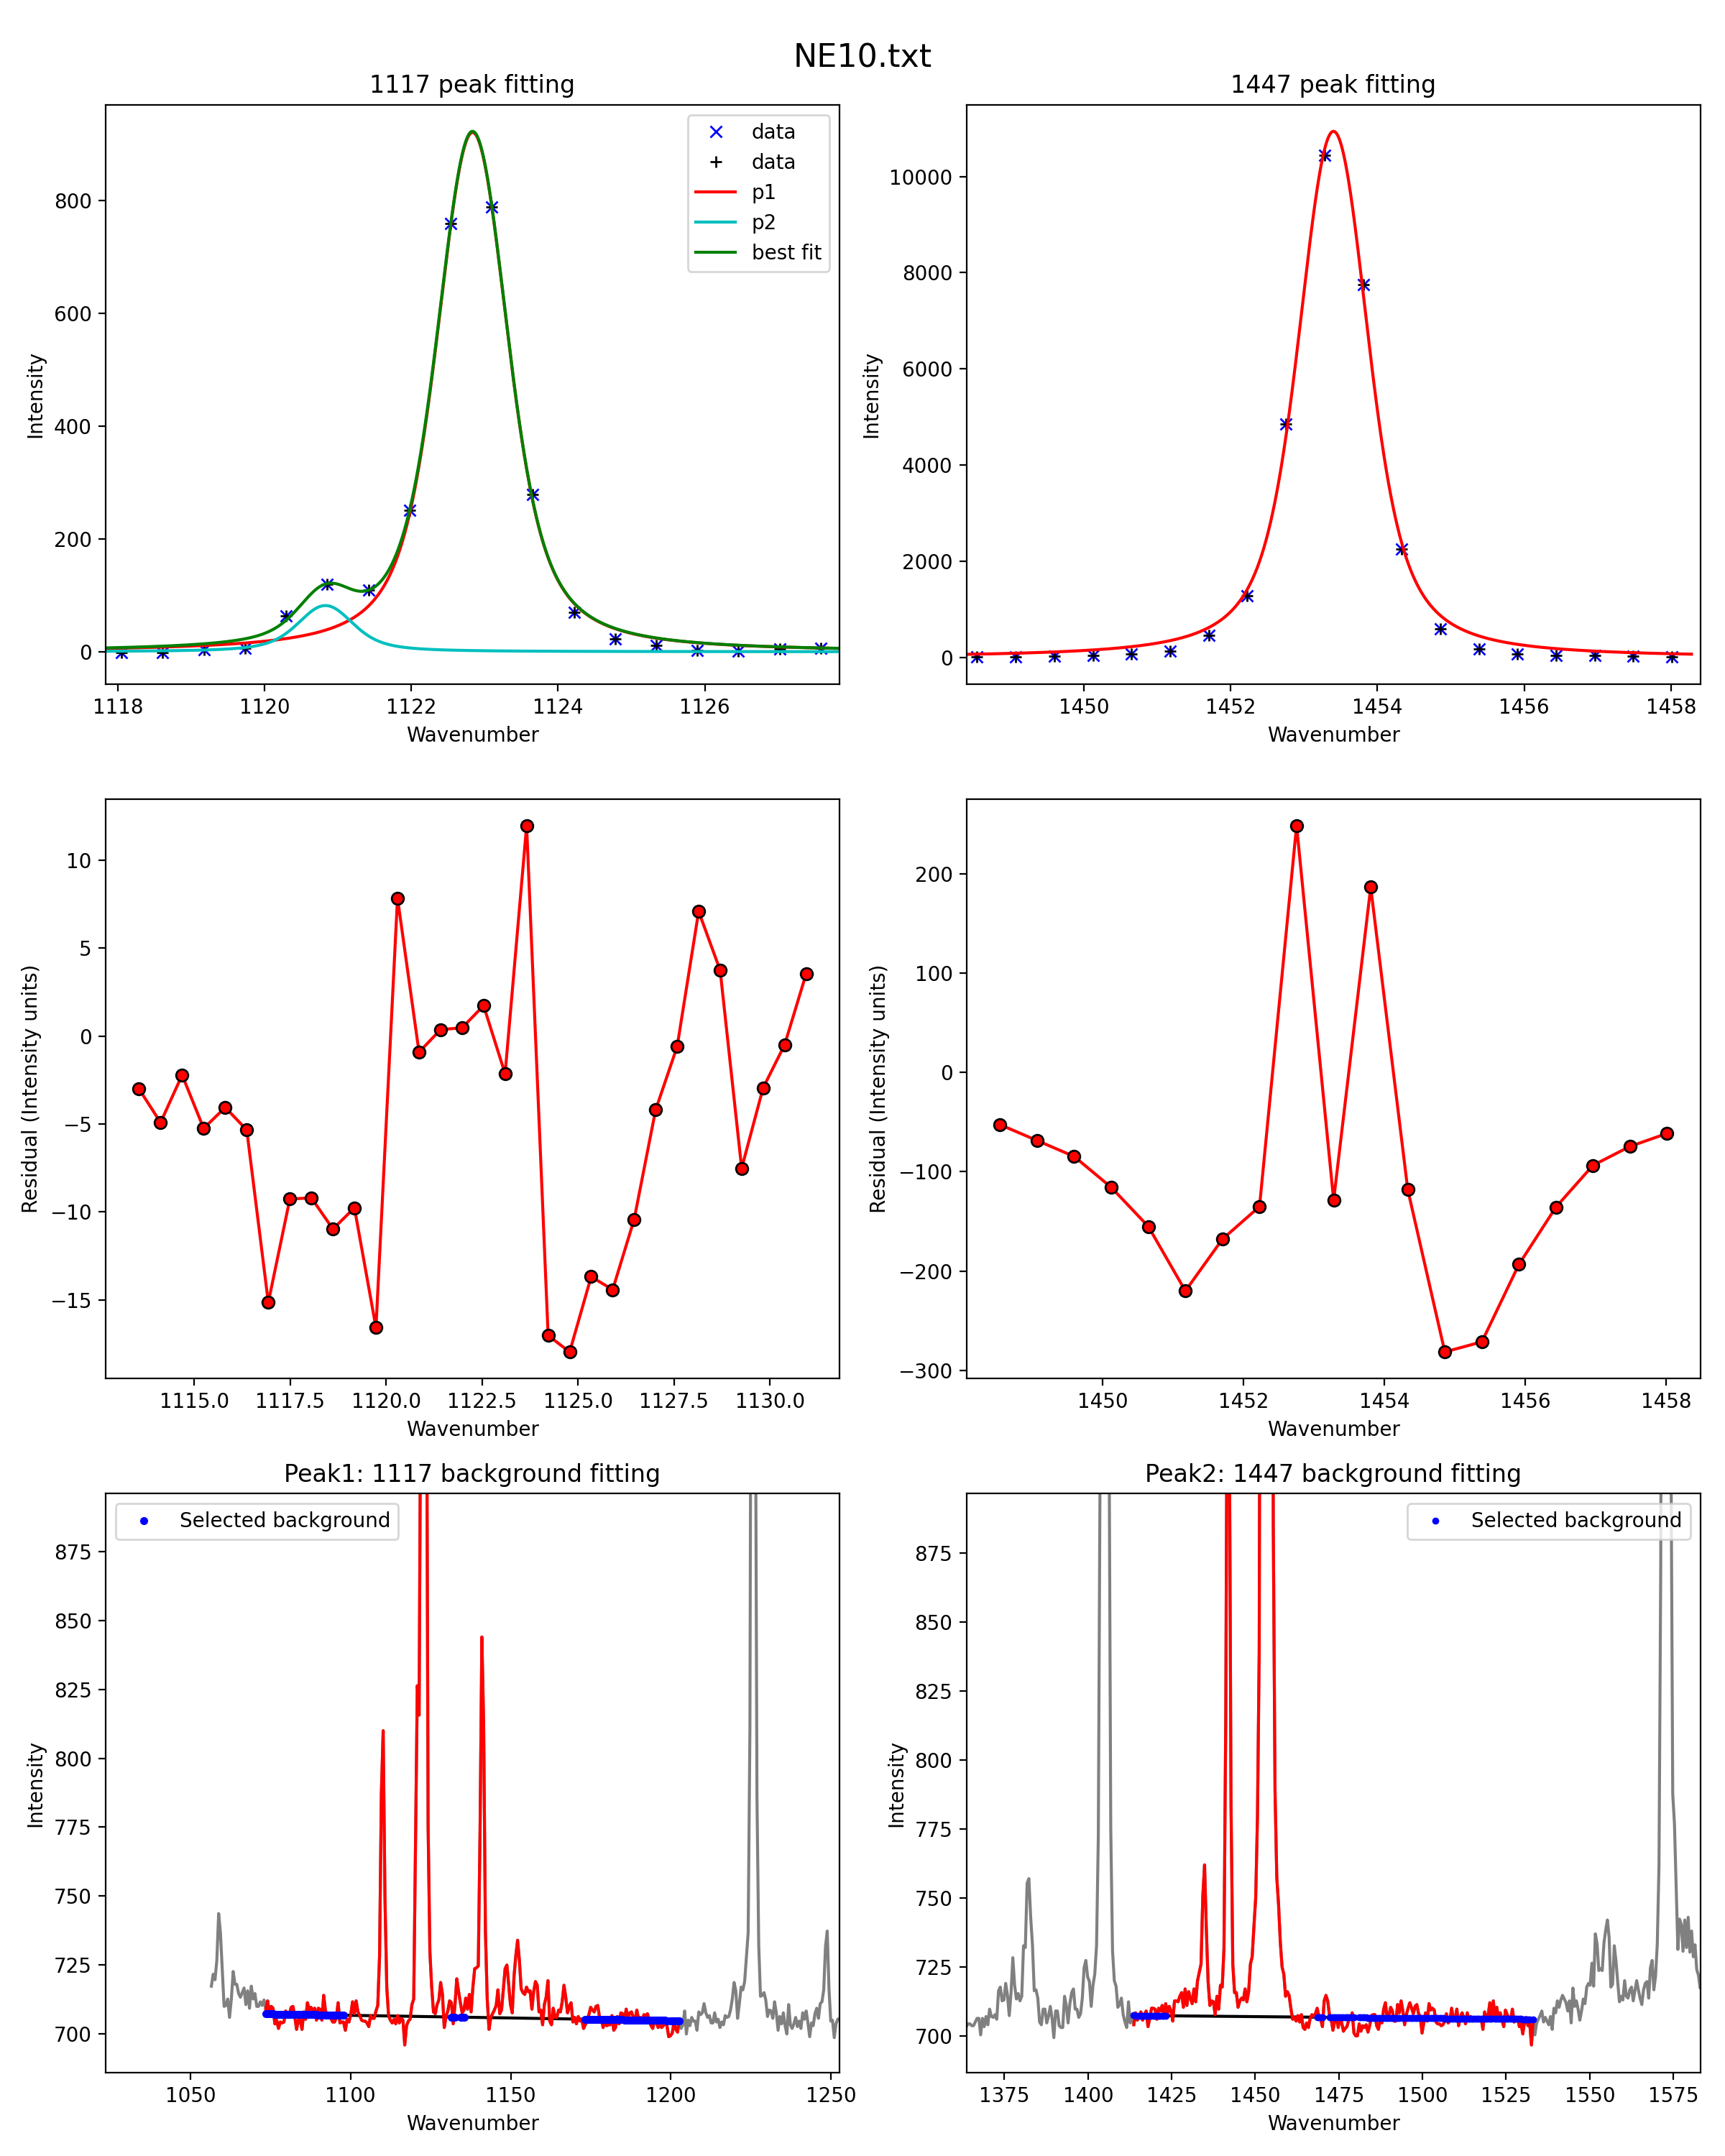 NE10.txt
1117 peak fitting
Intensity
800
600
400
200
0
data
data
p1
p2
best fit
1118 1120 1122 1124 1126
Wavenumber
1447 peak fitting
Intensity
10000
8000
6000
4000
2000
0
1450 1452 1454 1456 1458
Wavenumber
Residual (Intensity units)
10
5
0
−5
−10
−15
1115.0 1117.5 1120.0 1122.5 1125.0 1127.5 1130.0
Wavenumber
Residual (Intensity units)
200
100
0
−100
−200
−300
1450 1452 1454 1456 1458
Wavenumber
Peak1: 1117 background fitting
Selected background
Intensity
875
850
825
800
775
750
725
700
1050 1100 1150 1200 1250
Wavenumber
Peak2: 1447 background fitting
Selected background
Intensity
875
850
825
800
775
750
725
700
1375 1400 1425 1450 1475 1500 1525 1550 1575
Wavenumber